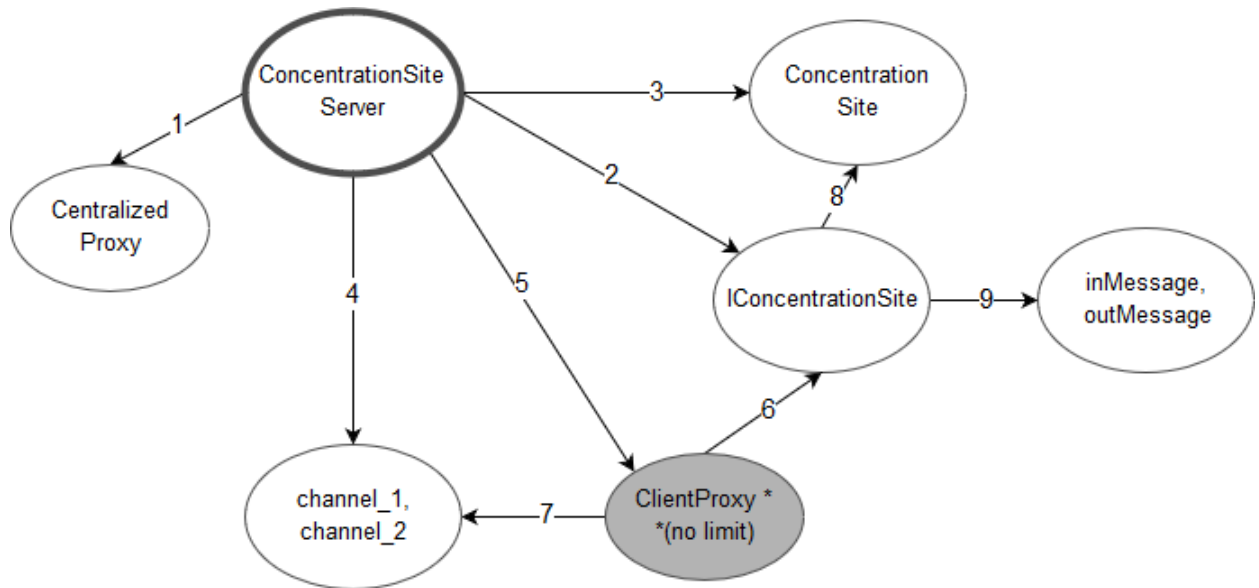 ConcentrationSite
Server
3
Concentration
Site
1
2
8
Centralized
Proxy
4
5
IConcentrationSite
9
inMessage,
outMessage
6
channel_1,
channel_2
7
ClientProxy *
*(no limit)